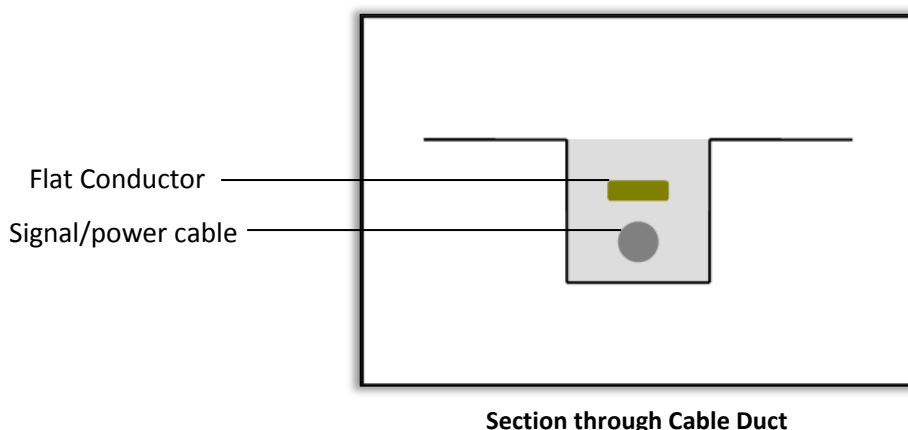 Flat Conductor
Signal/power cable
Section through Cable Duct